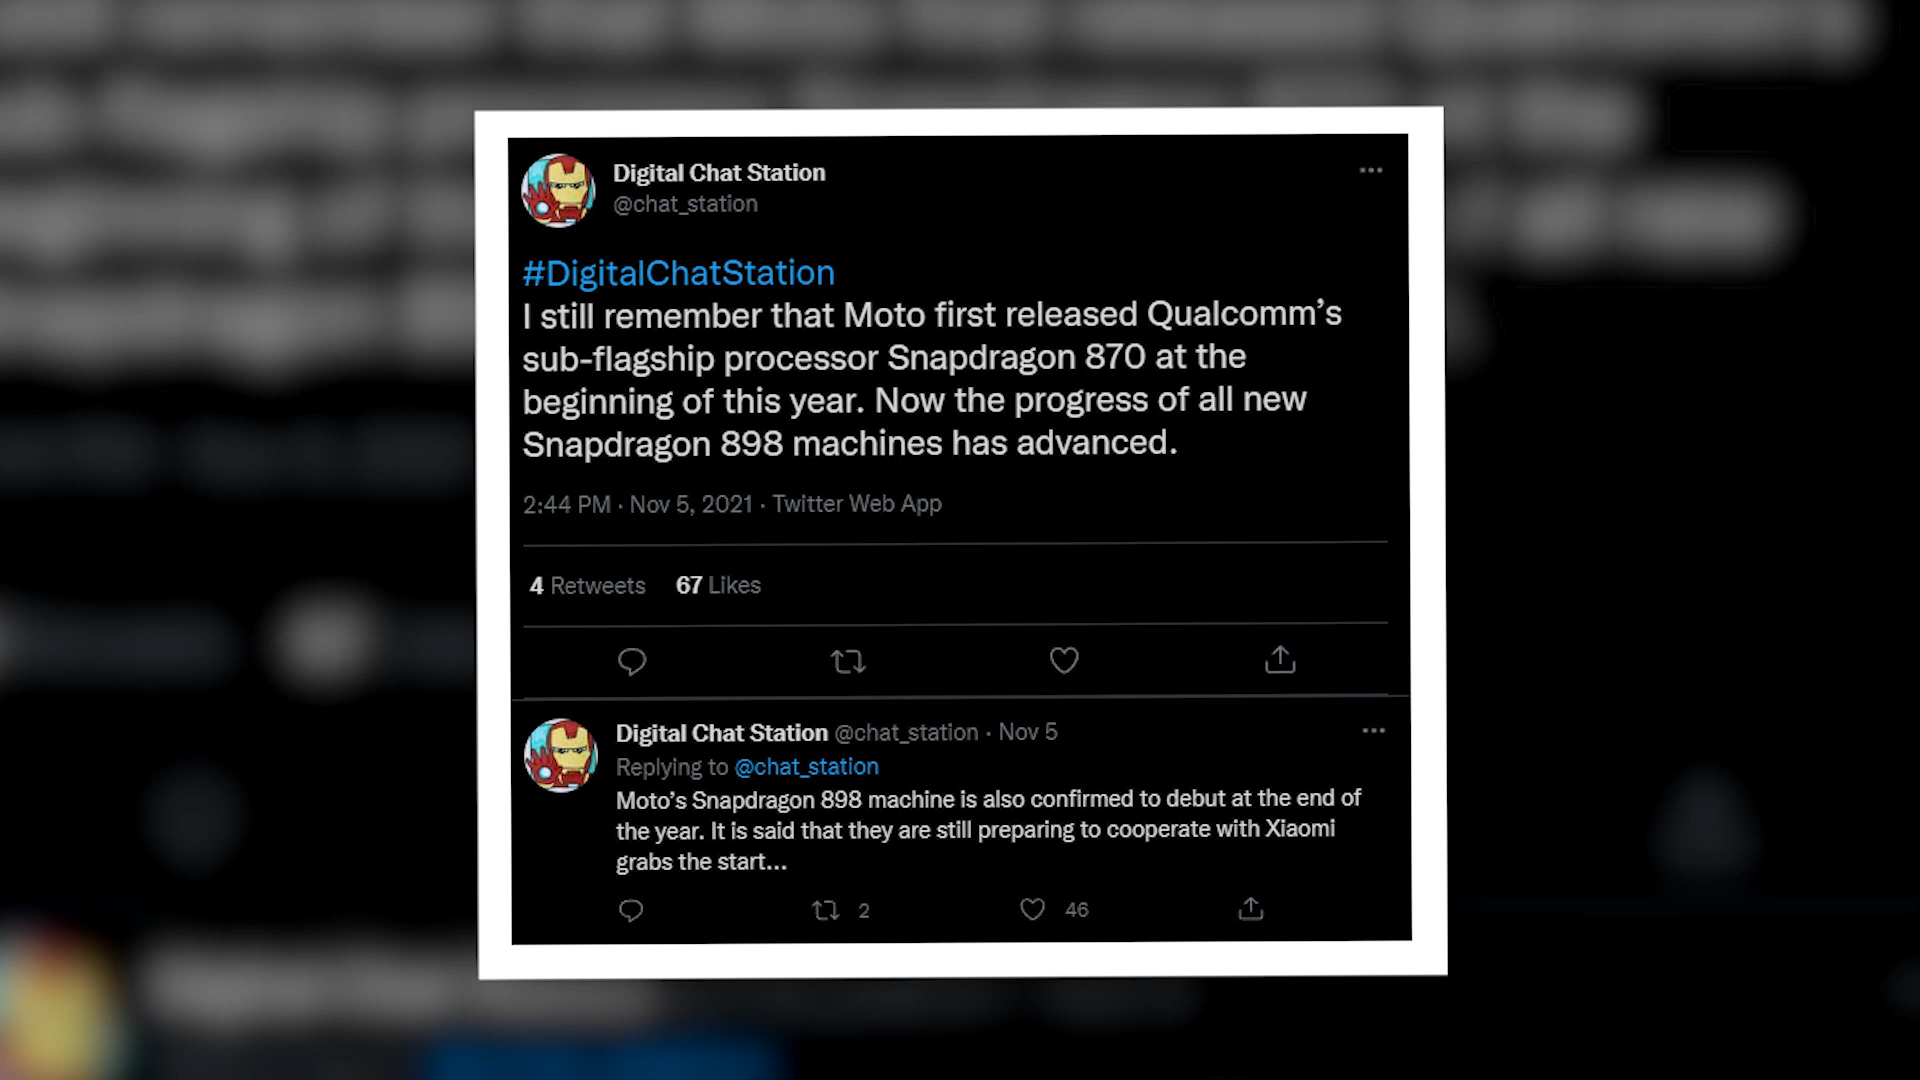 Digital Chat Station
@chat_station
#DigitalChatStation
I still remember that Moto first released Qualcomm’s
sub-flagship processor Snapdragon 870 at the
beginning of this year. Now the progress of all new
Snapdragon 898 machines has advanced.
2:44 PM · Nov 5, 2021 · Twitter Web App
4 Retweets 67 Likes
Digital Chat Station @chat_station · Nov 5
Replying to @chat_station
Moto’s Snapdragon 898 machine is also confirmed to debut at the end of
the year. It is said that they are still preparing to cooperate with Xiaomi
grabs the start...
2 46